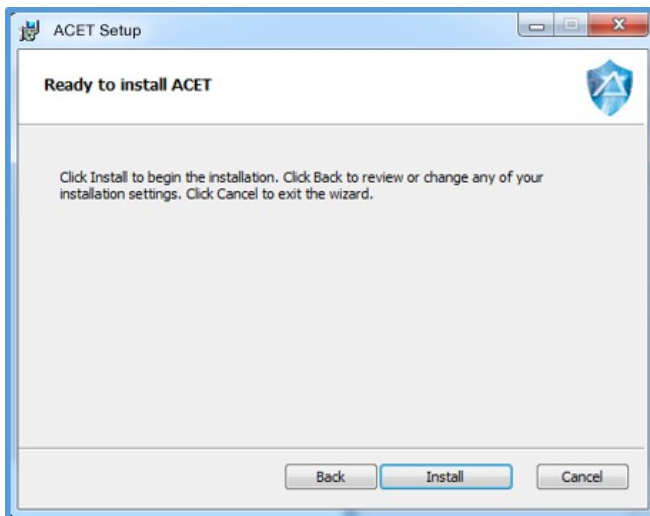 ACET Setup
Ready to install ACET
Click Install to begin the installation. Click Back to review or change any of your
installation settings. Click Cancel to exit the wizard.
Back Install Cancel